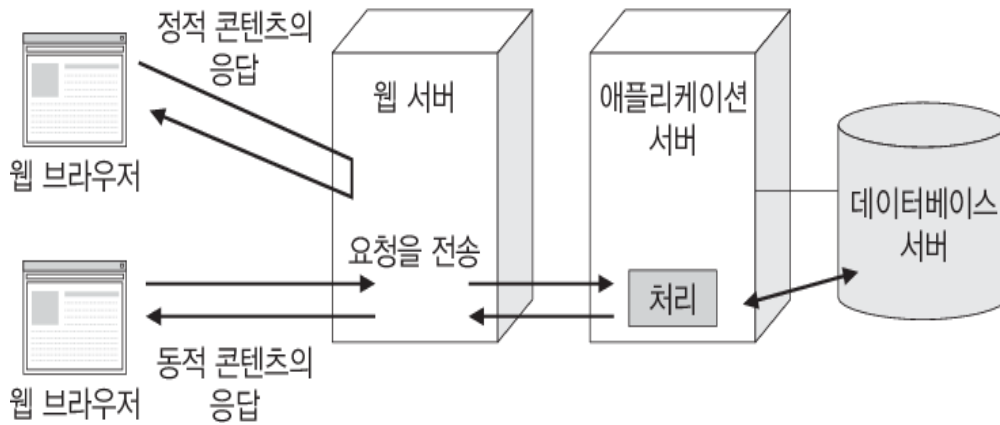 정적 콘텐츠의
응답
웹 브라우저
웹 서버
애플리케이션
서버
데이터베이스
서버
요청을 전송
처리
동적 콘텐츠의
응답
웹 브라우저